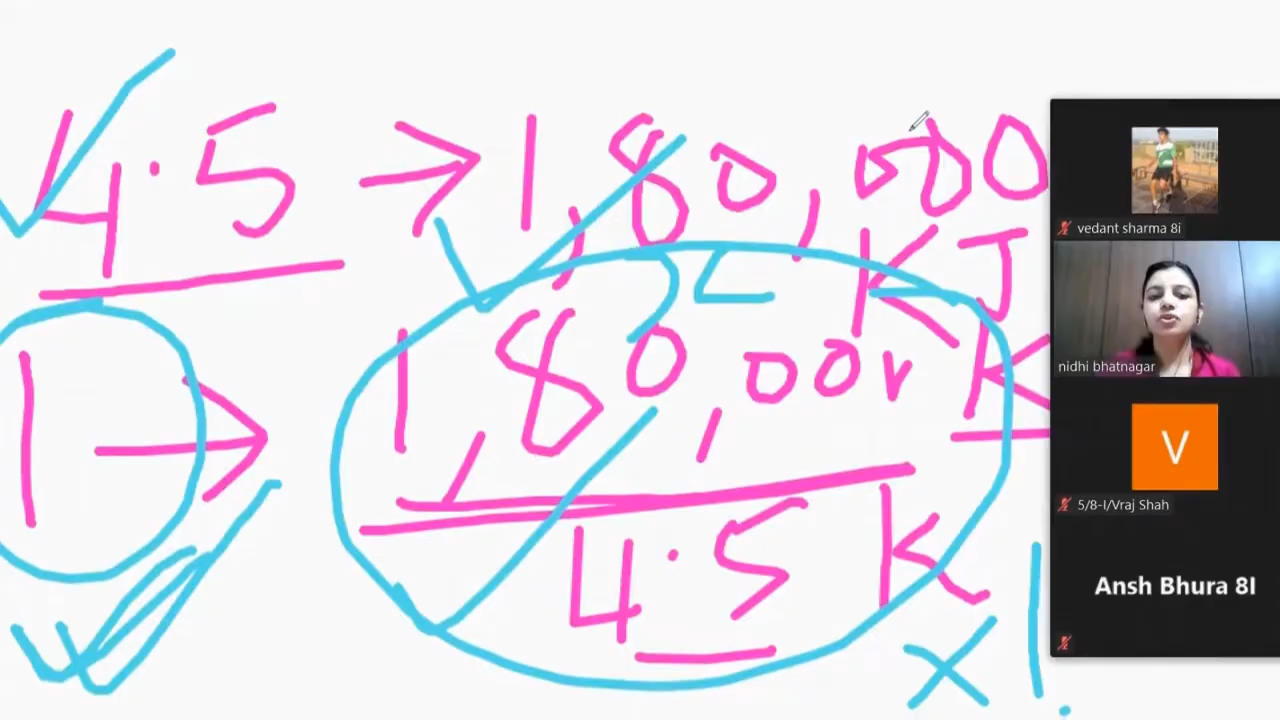 4.5 → 1,80,000
KJ
1 → 1,80,000 K
4.5 K
x 1
vedant sharma 8i
nidhi bhatnagar
V
5/8-I/Vraj Shah
Ansh Bhura 8I